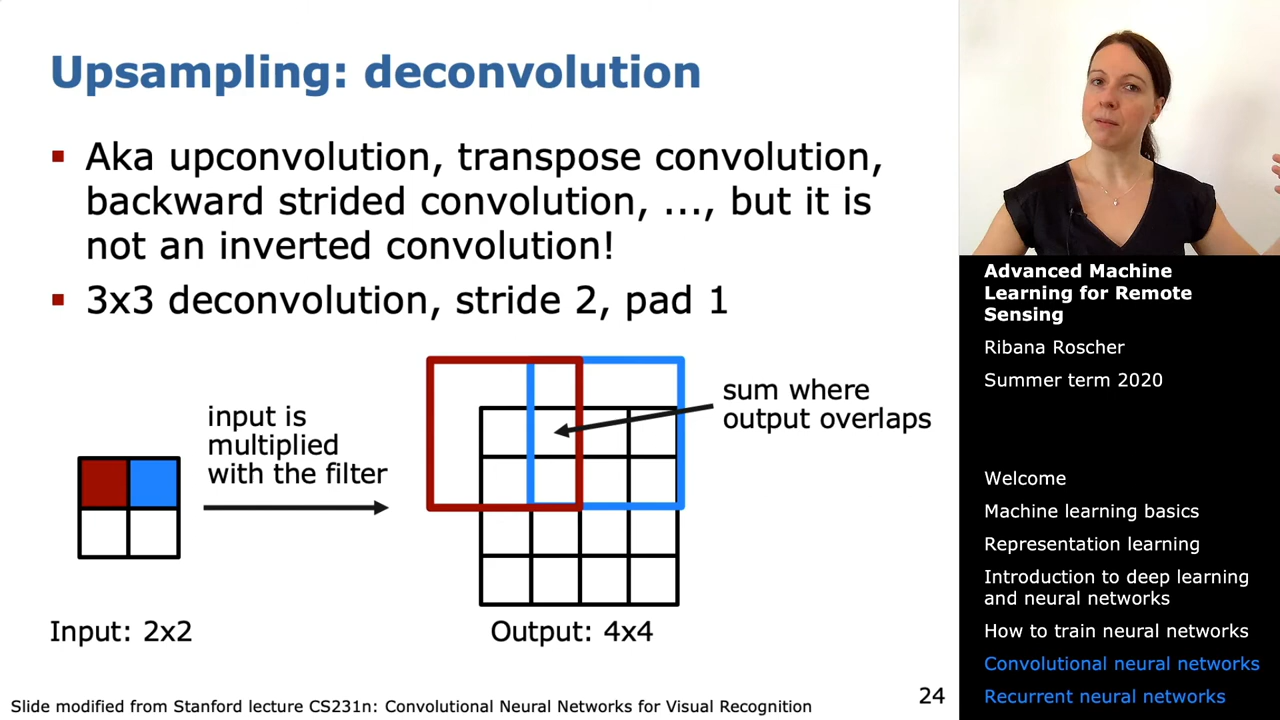 Upsampling: deconvolution
▪ Aka upconvolution, transpose convolution,
backward strided convolution, ..., but it is
not an inverted convolution!
▪ 3x3 deconvolution, stride 2, pad 1
input is
multiplied
with the filter
sum where
output overlaps
Input: 2x2
Output: 4x4
Slide modified from Stanford lecture CS231n: Convolutional Neural Networks for Visual Recognition
24
Advanced Machine
Learning for Remote
Sensing
Ribana Roscher
Summer term 2020
Welcome
Machine learning basics
Representation learning
Introduction to deep learning
and neural networks
How to train neural networks
Convolutional neural networks
Recurrent neural networks